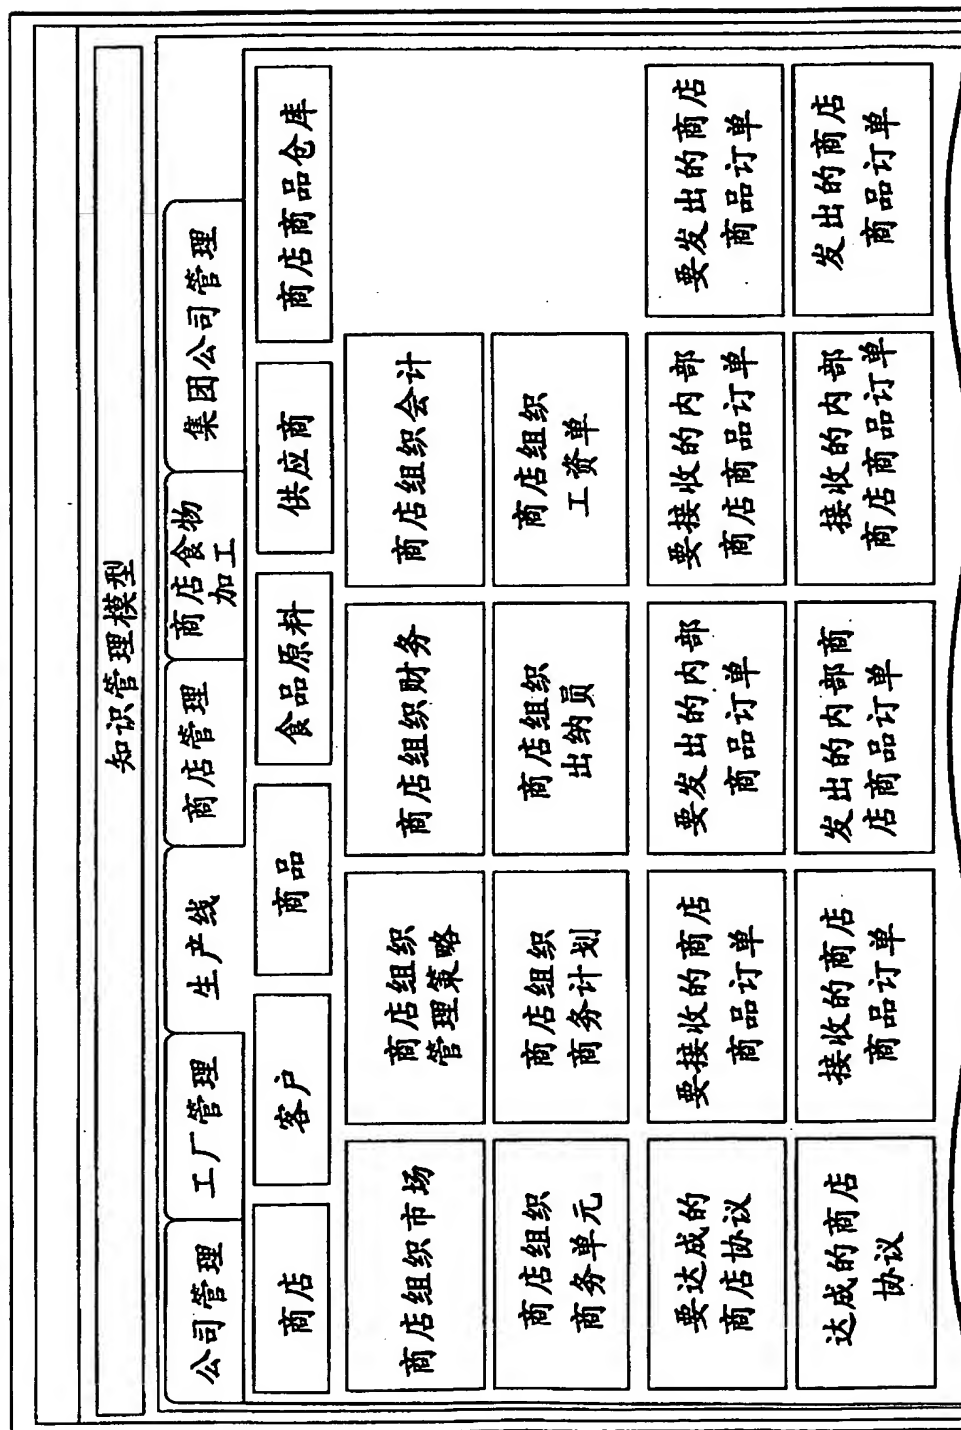 知识管理模型
公司管理
工厂管理
生产线
商店管理
商店食物
加工
集团公司管理
商店
客户
商品
食品原料
供应商
商店商品仓库
商店组织市场
商店组织
管理策略
商店组织财务
商店组织会计
商店组织
商务单元
商店组织
商务计划
商店组织
出纳员
商店组织
工资单
要达成的
商店协议
要接收的商店
商品订单
要发出的内部
商品订单
要接收的内部
商店商品订单
要发出的商店
商品订单
达成的商店
协议
接收的商店
商品订单
发出的内部商
店商品订单
接收的内部
商店商品订单
发出的商店
商品订单